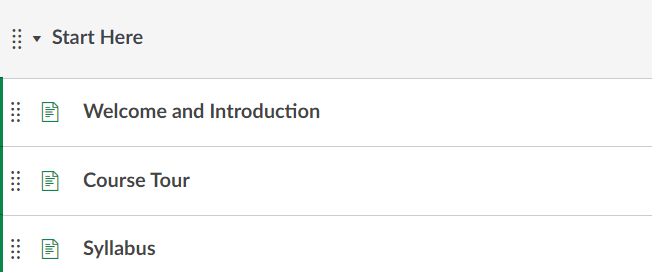 Start Here
Welcome and Introduction
Course Tour
Syllabus